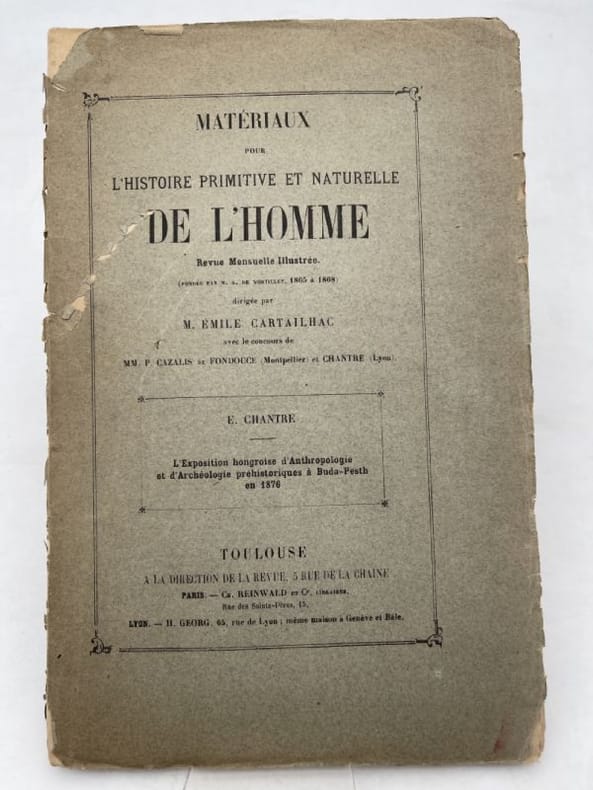 MATÉRIAUX
POUR
L'HISTOIRE PRIMITIVE ET NATURELLE
DE L'HOMME
Revue Mensuelle Illustrée.
(FONDÉE PAR M. G. DE MORTILLET, 1865 à 1868)
dirigée par
M. EMILE CARTAILHAC
avec le concours de
MM. P. CAZALIS DE FONDOUCE (Montpellier) et CHANTRE (Lyon).
E. CHANTRE
L'Exposition hongroise d'Anthropologie
et d'Archéologie préhistoriques à Buda-Pesth
en 1876
TOULOUSE
A LA DIRECTION DE LA REVUE, 5 RUE DE LA CHAINE
PARIS. — CH. REINWALD ET Cie, LIBRAIRES,
Rue des Saints-Pères, 15,
LYON. — H. GEORG, 65, rue de Lyon ; même maison à Genève et Bâle.